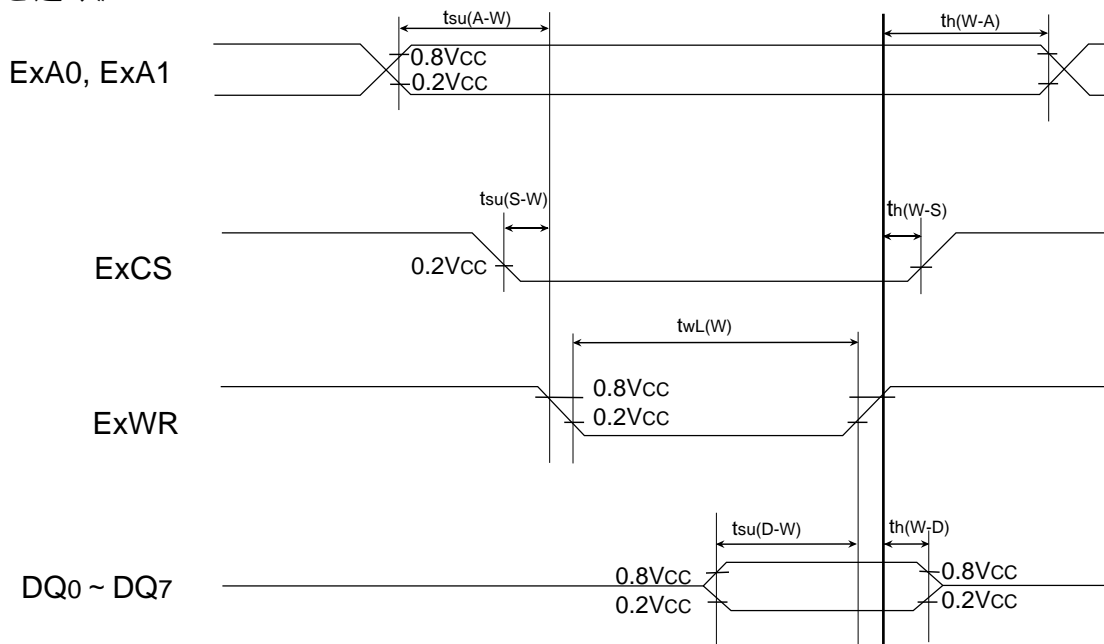 tsu(A-W) th(W-A)
ExA0, ExA1
0.8VCC
0.2VCC
tsu(S-W) th(W-S)
ExCS
0.2VCC
twL(W)
ExWR
0.8VCC
0.2VCC
tsu(D-W) th(W-D)
DQ0 ~ DQ7
0.8VCC 0.8VCC
0.2VCC 0.2VCC